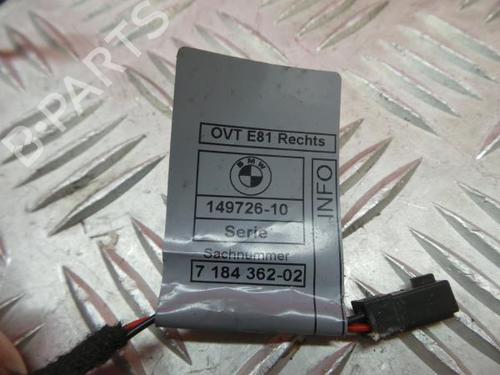 B-PARTS
OVT E81 Rechts
BMW
149726-10
Serie
Sachnummer
7 184 362-02
INFO